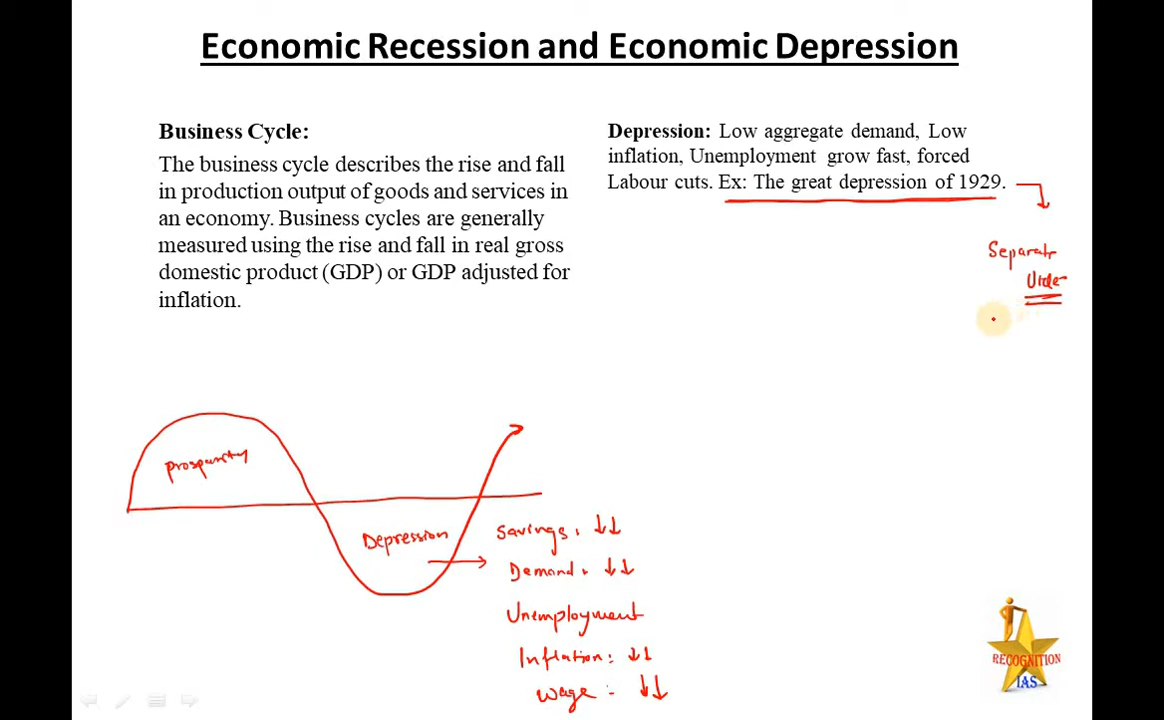 Economic Recession and Economic Depression
Business Cycle:
The business cycle describes the rise and fall
in production output of goods and services in
an economy. Business cycles are generally
measured using the rise and fall in real gross
domestic product (GDP) or GDP adjusted for
inflation.
Depression: Low aggregate demand, Low
inflation, Unemployment grow fast, forced
Labour cuts. Ex: The great depression of 1929.
Separate
Prosperity
Depression
Savings: ↓↓
Demand: ↓↓
Unemployment
Inflation: ↓↓
Wage: ↓↓
RECOGNITION
IAS